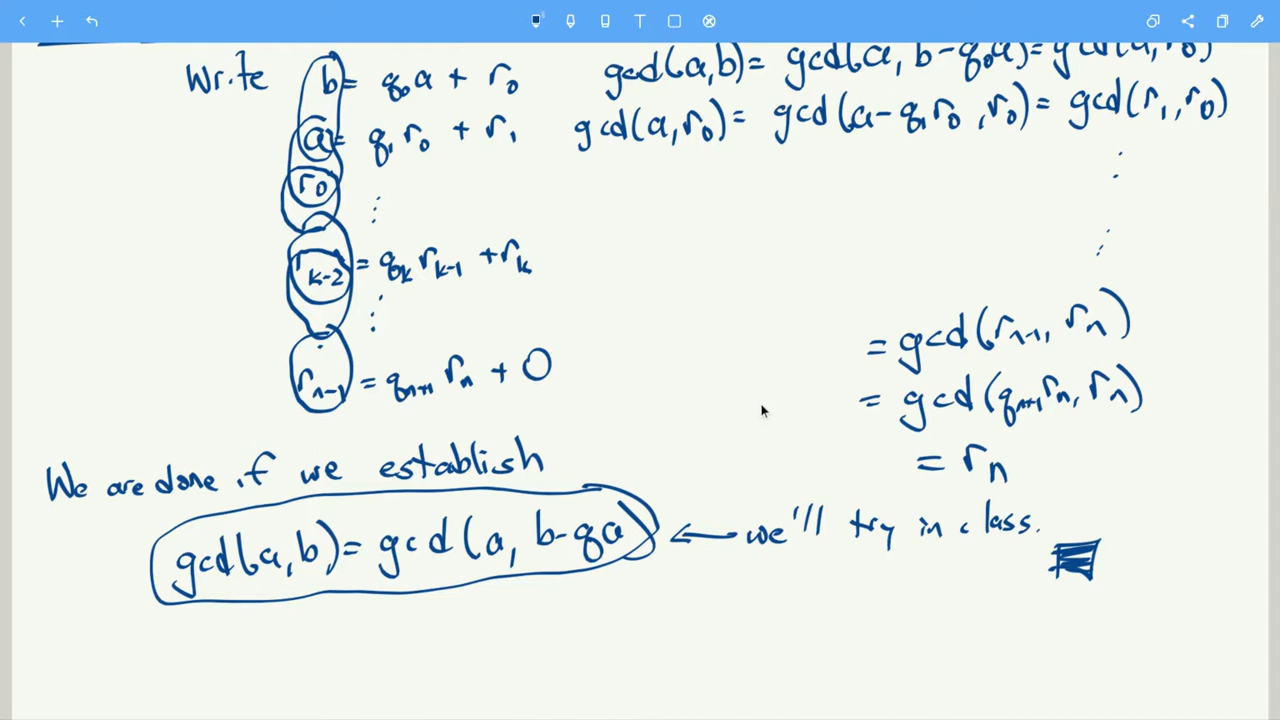 Write b = q₀a + r₀ gcd(a,b) = gcd(a, b-q₀a) = gcd(a, r₀)
a = q₁r₀ + r₁ gcd(a,r₀) = gcd(a-q₁r₀, r₀) = gcd(r₁, r₀)
r₀ ⋮ ⋮
r_{k-2} = q_k r_{k-1} + r_k
⋮
= gcd(r_{n-1}, r_n)
r_{n-1} = q_{n+1} r_n + 0 = gcd(q_{n+1}r_n, r_n)
= r_n
We are done if we establish
gcd(a,b) = gcd(a, b-qa) ← we'll try in class.